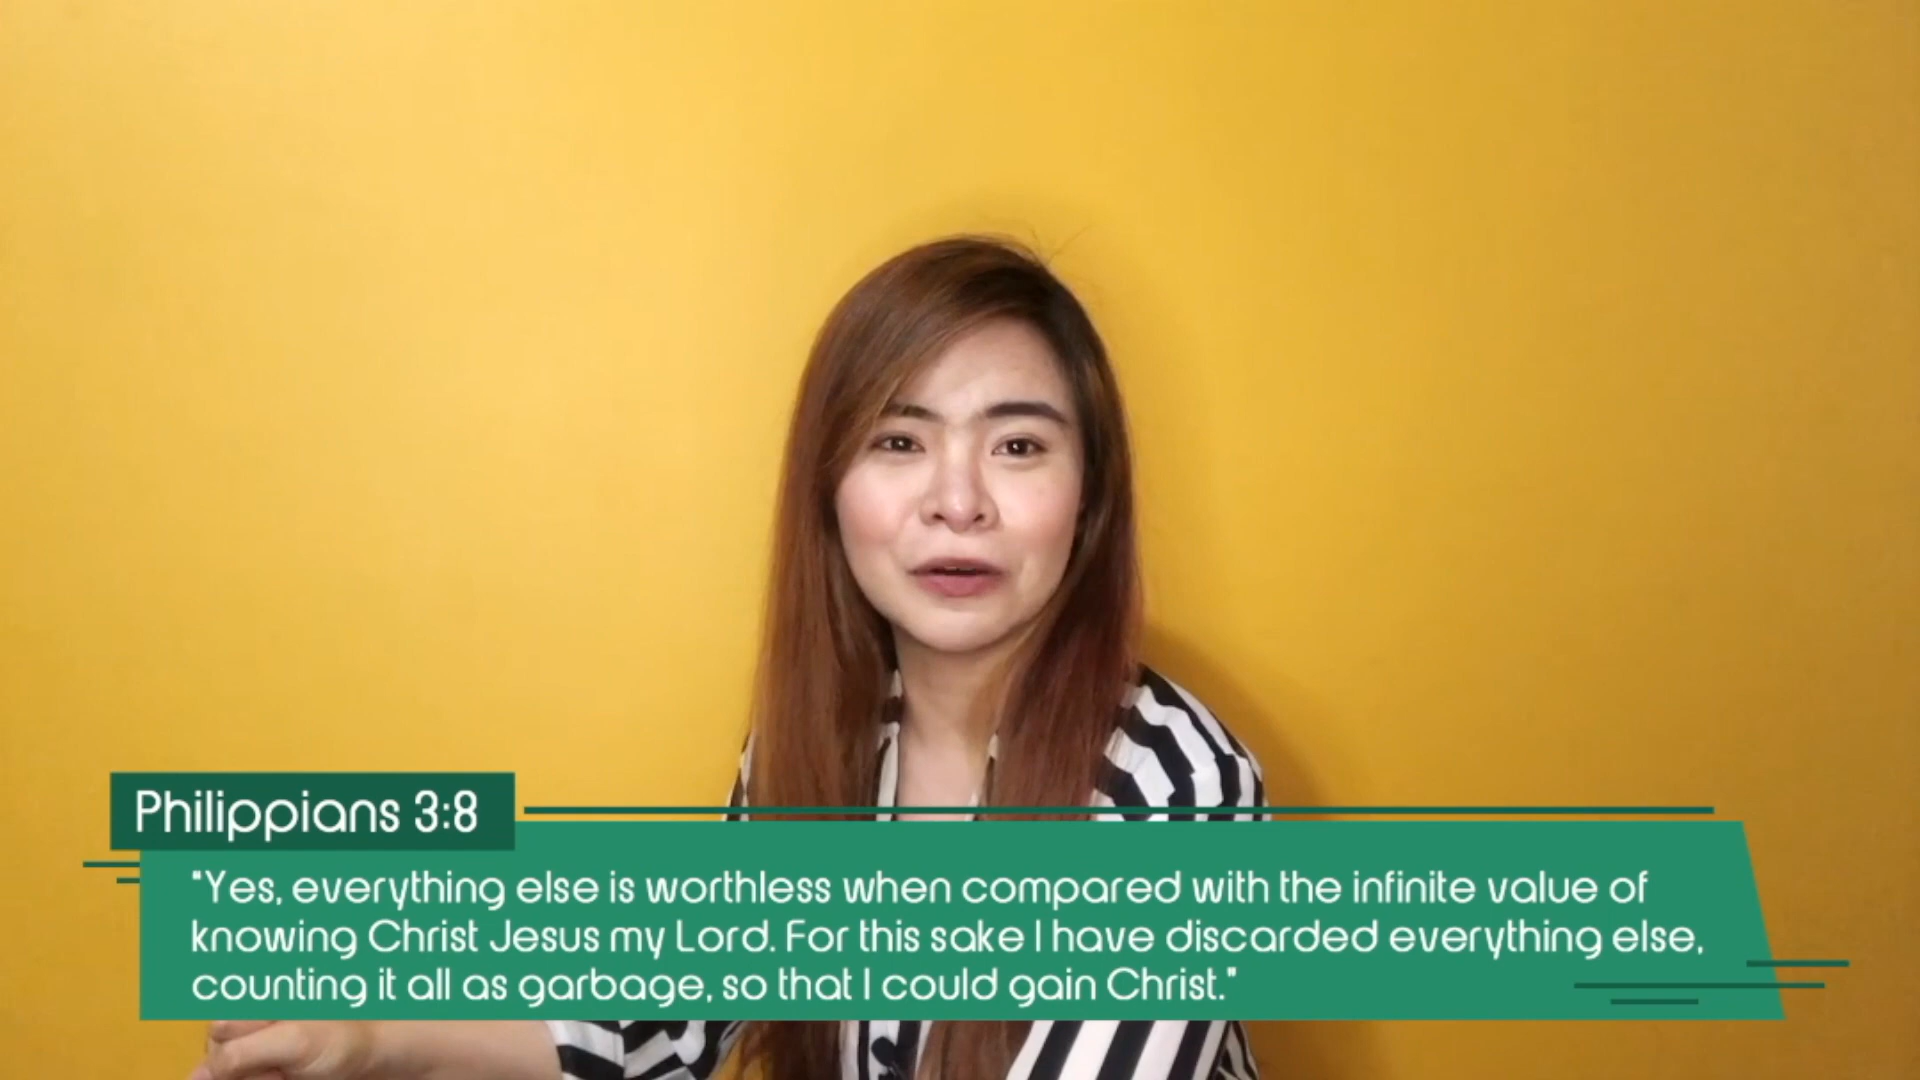 Philippians 3:8
"Yes, everything else is worthless when compared with the infinite value of
knowing Christ Jesus my Lord. For this sake I have discarded everything else,
counting it all as garbage, so that I could gain Christ."